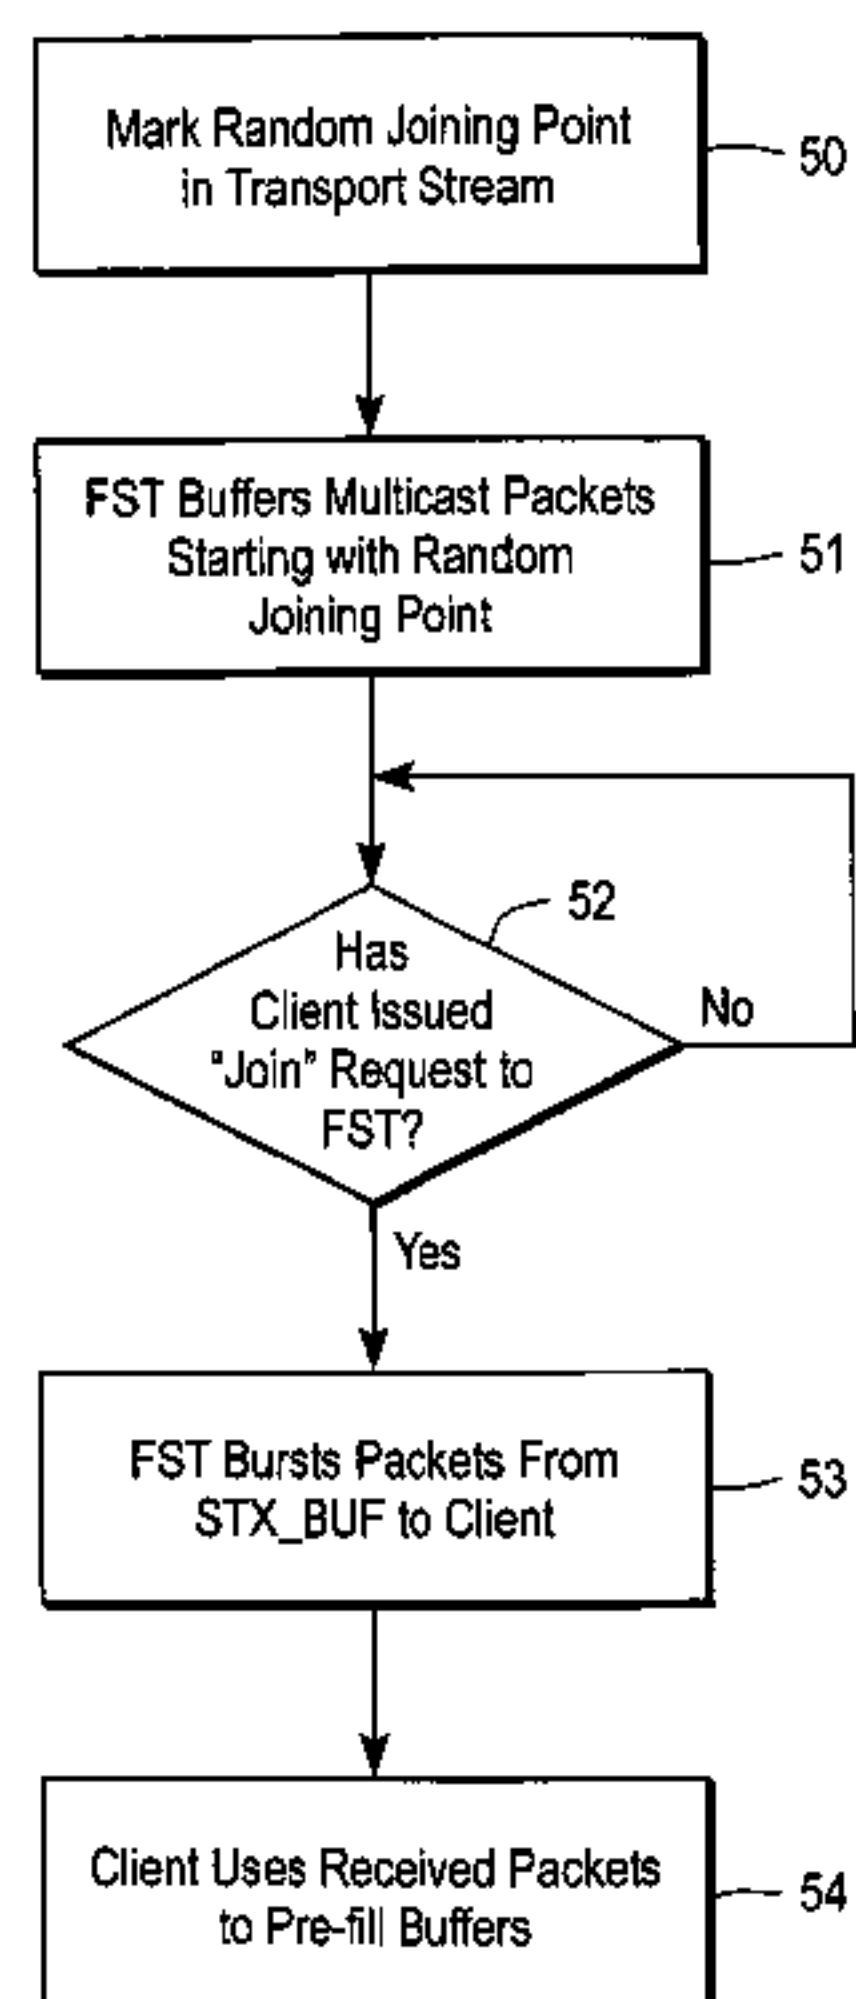 Mark Random Joining Point
in Transport Stream
50
FST Buffers Multicast Packets
Starting with Random
Joining Point
51
52
Has
Client Issued
"Join" Request to
FST?
No
Yes
FST Bursts Packets From
STX_BUF to Client
53
Client Uses Received Packets
to Pre-fill Buffers
54